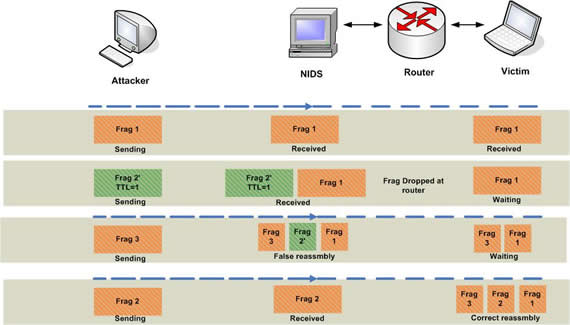 Attacker
NIDS
Router
Victim
Frag 1
Frag 1
Frag 1
Sending
Received
Received
Frag 2'
TTL=1
Frag 2'
TTL=1
Frag 1
Frag Dropped at
router
Frag 1
Sending
Received
Waiting
Frag 3
Frag
3
Frag
2'
Frag
1
Frag
3
Frag
1
Sending
False reassmbly
Waiting
Frag 2
Frag 2
Frag
3
Frag
2
Frag
1
Sending
Received
Correct reassmbly